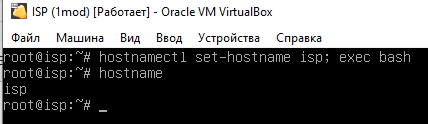 ISP (1mod) [Работает] - Oracle VM VirtualBox
Файл Машина Вид Ввод Устройства Справка
root@isp:~# hostnamectl set-hostname isp; exec bash
root@isp:~# hostname
isp
root@isp:~# _